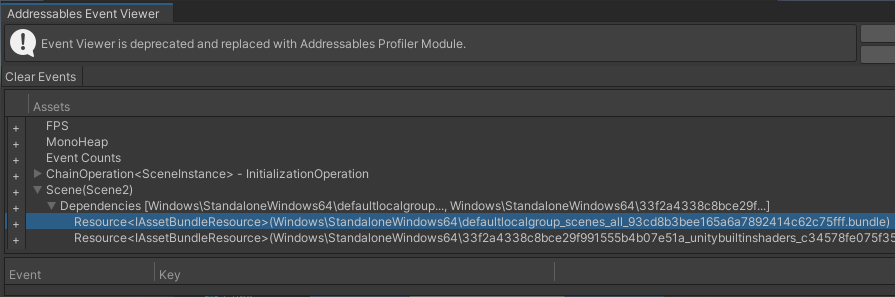 Addressables Event Viewer
Event Viewer is deprecated and replaced with Addressables Profiler Module.
Clear Events
Assets
+ FPS
+ MonoHeap
+ Event Counts
+ ChainOperation<SceneInstance> - InitializationOperation
+ Scene(Scene2)
+ Dependencies [Windows\StandaloneWindows64\defaultlocalgroup..., Windows\StandaloneWindows64\33f2a4338c8bce29f...]
+ Resource<IAssetBundleResource>(Windows\StandaloneWindows64\defaultlocalgroup_scenes_all_93cd8b3bee165a6a7892414c62c75fff.bundle)
+ Resource<IAssetBundleResource>(Windows\StandaloneWindows64\33f2a4338c8bce29f991555b4b07e51a_unitybuiltinshaders_c34578fe075f35
Event Key